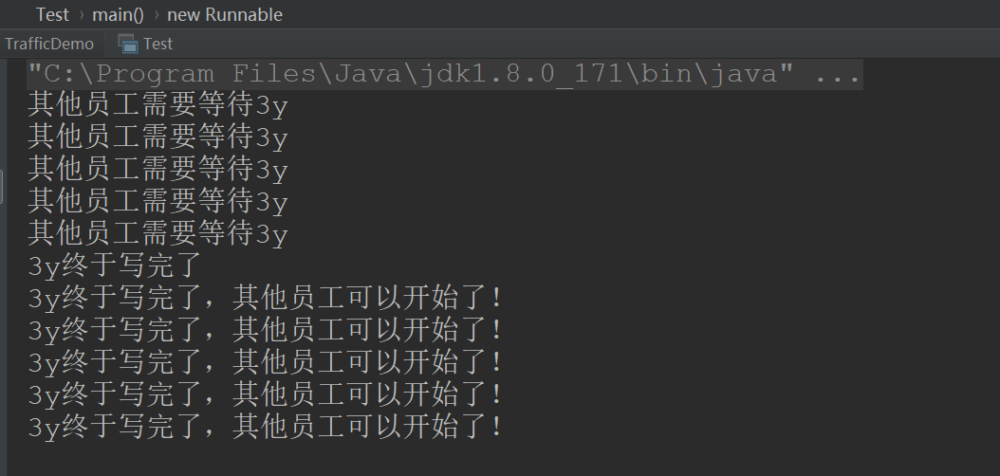 Test › main() › new Runnable
TrafficDemo Test
"C:\Program Files\Java\jdk1.8.0_171\bin\java" ...
其他员工需要等待3y
其他员工需要等待3y
其他员工需要等待3y
其他员工需要等待3y
其他员工需要等待3y
3y终于写完了
3y终于写完了，其他员工可以开始了！
3y终于写完了，其他员工可以开始了！
3y终于写完了，其他员工可以开始了！
3y终于写完了，其他员工可以开始了！
3y终于写完了，其他员工可以开始了！